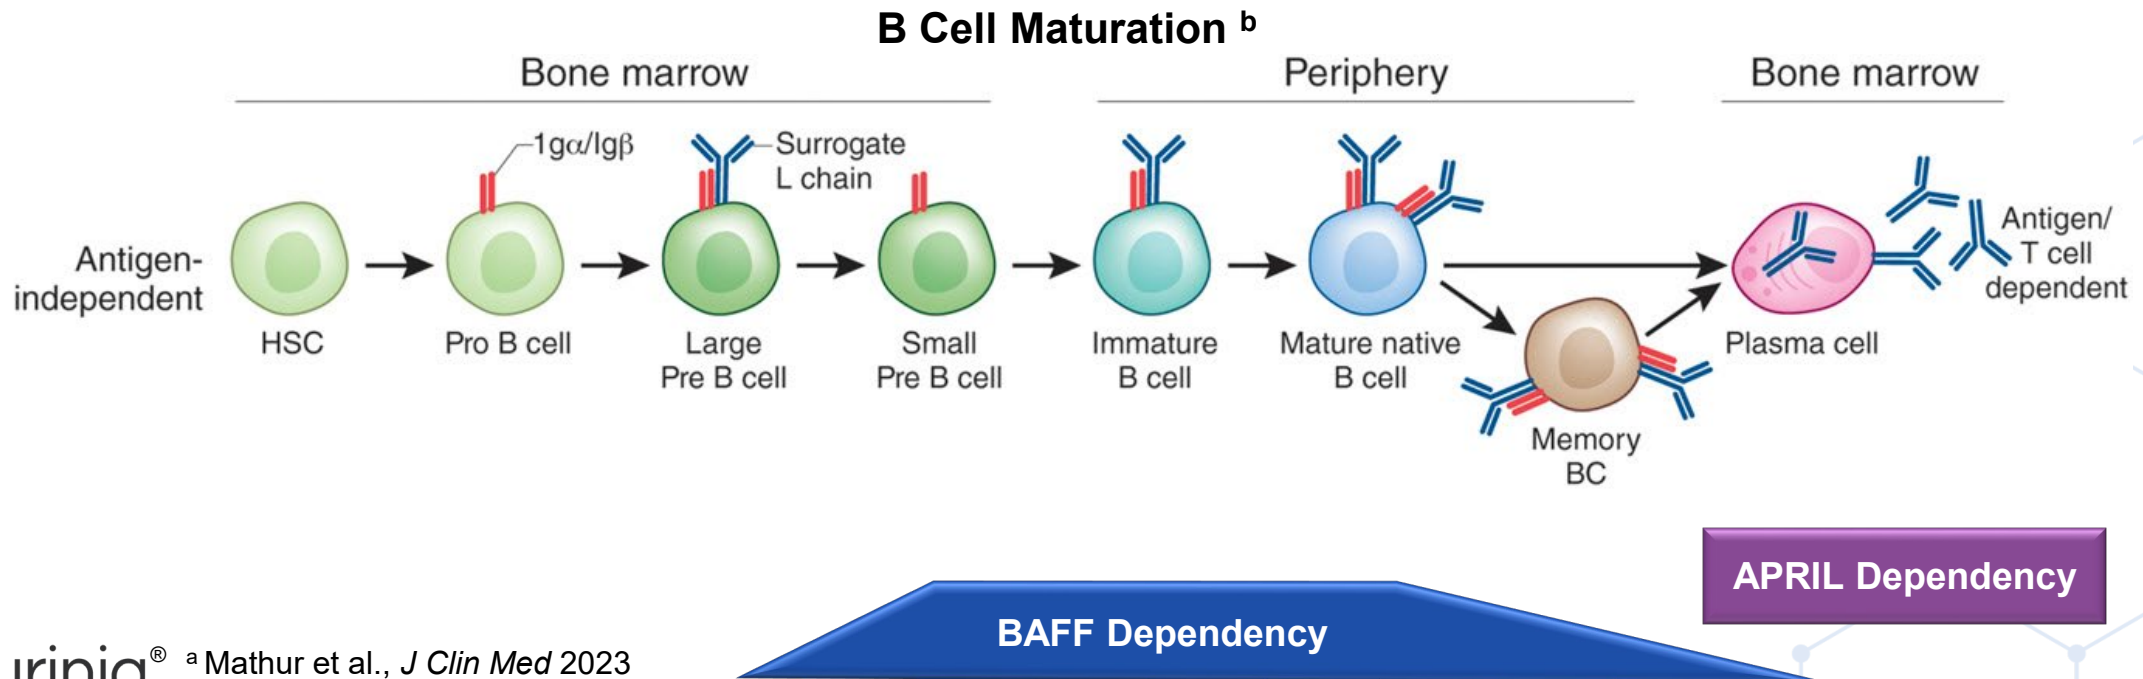 B Cell Maturation b
Bone marrow
Periphery
Bone marrow
1gα/Igβ
Surrogate
L chain
Antigen-
independent
Antigen/
T cell
dependent
HSC
Pro B cell
Large
Pre B cell
Small
Pre B cell
Immature
B cell
Mature native
B cell
Plasma cell
Memory
BC
APRIL Dependency
BAFF Dependency
® a Mathur et al., J Clin Med 2023